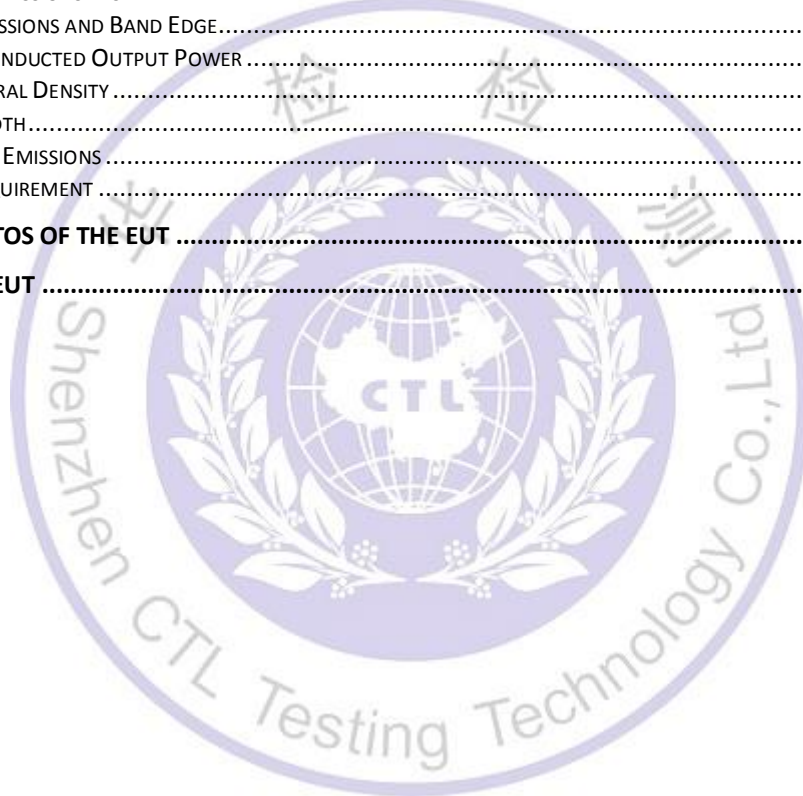 ssions and Band Edge
nducted Output Power
ral Density
dth
Emissions
uirement
TOS OF THE EUT
EUT
检 检 测
CTL
Shenzhen CTL Testing Technology Co., Ltd.